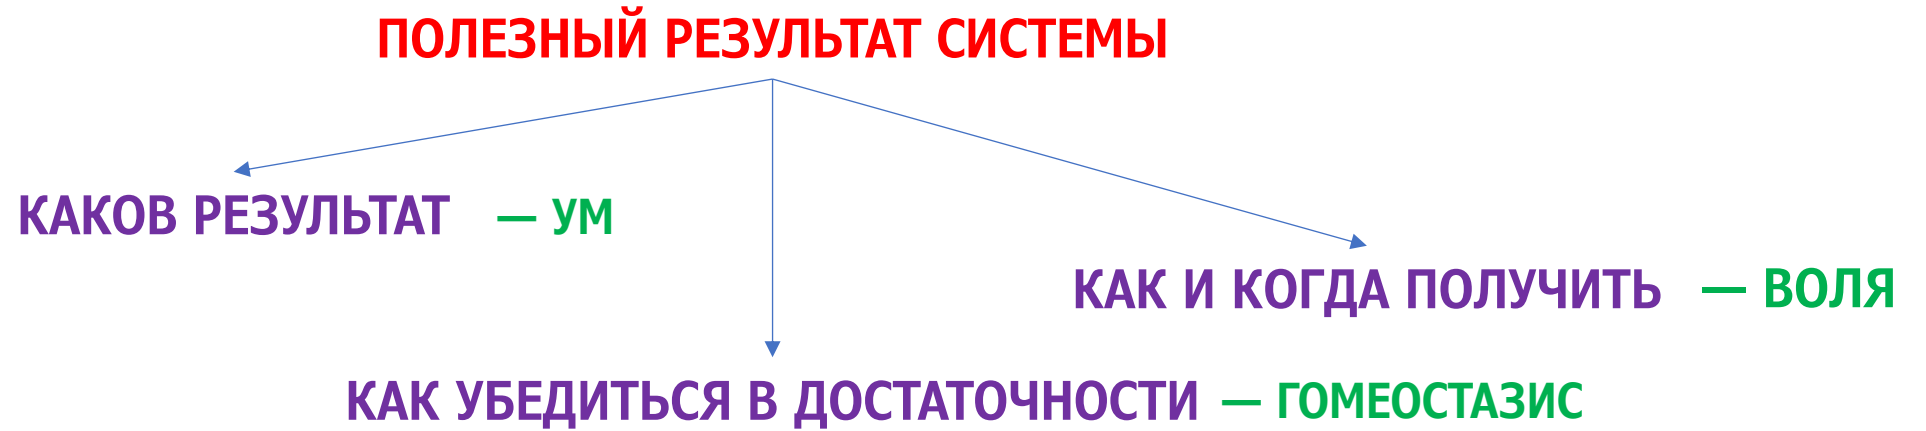 ПОЛЕЗНЫЙ РЕЗУЛЬТАТ СИСТЕМЫ
КАКОВ РЕЗУЛЬТАТ — УМ
КАК И КОГДА ПОЛУЧИТЬ — ВОЛЯ
КАК УБЕДИТЬСЯ В ДОСТАТОЧНОСТИ — ГОМЕОСТАЗИС